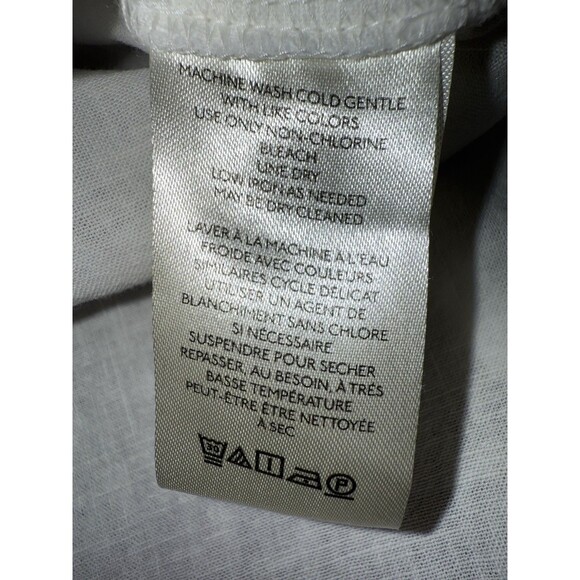 MACHINE WASH COLD GENTLE
WITH LIKE COLORS
USE ONLY NON-CHLORINE
BLEACH
LINE DRY
LOW IRON AS NEEDED
MAY BE DRY CLEANED
LAVER À LA MACHINE À L'EAU
FROIDE AVEC COULEURS
SIMILAIRES CYCLE DÉLICAT
UTILISER UN AGENT DE
BLANCHIMENT SANS CHLORE
SI NÉCESSAIRE
SUSPENDRE POUR SECHER
REPASSER, AU BESOIN, À TRÉS
BASSE TEMPÉRATURE
PEUT-ÊTRE ÊTRE NETTOYÉE
À SEC
30 P